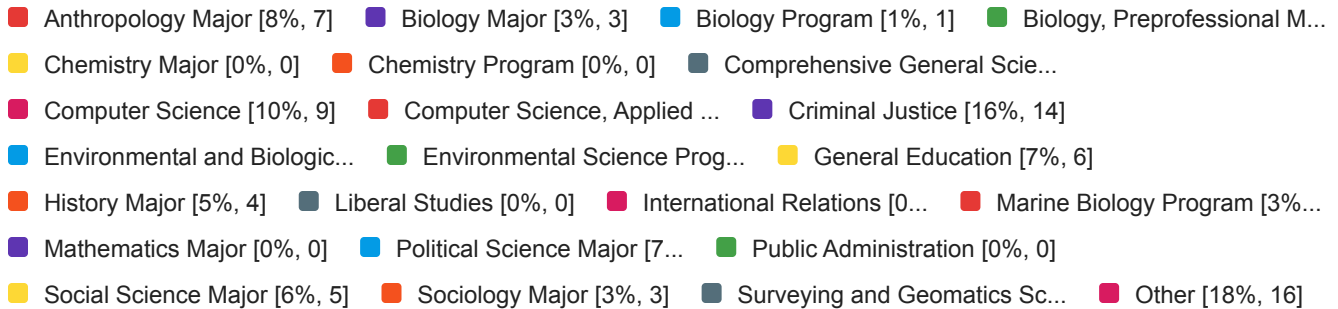 Anthropology Major [8%, 7] Biology Major [3%, 3] Biology Program [1%, 1] Biology, Preprofessional M...
Chemistry Major [0%, 0] Chemistry Program [0%, 0] Comprehensive General Scie...
Computer Science [10%, 9] Computer Science, Applied ... Criminal Justice [16%, 14]
Environmental and Biologic... Environmental Science Prog... General Education [7%, 6]
History Major [5%, 4] Liberal Studies [0%, 0] International Relations [0... Marine Biology Program [3%...
Mathematics Major [0%, 0] Political Science Major [7... Public Administration [0%, 0]
Social Science Major [6%, 5] Sociology Major [3%, 3] Surveying and Geomatics Sc... Other [18%, 16]